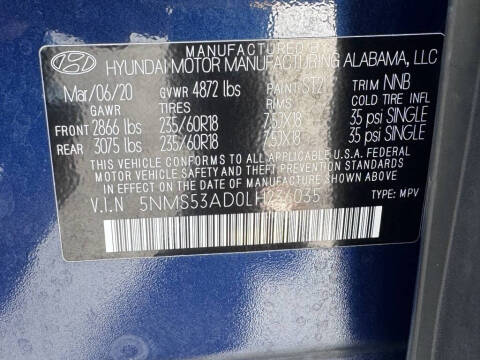 MANUFACTURED BY
HYUNDAI MOTOR MANUFACTURING ALABAMA, LLC
Mar/06/20 GVWR 4872 lbs PAINT TRIM NNB
GAWR TIRES RIMS COLD TIRE INFL
FRONT 2866 lbs 235/60R18 7.5JX18 35 psi SINGLE
REAR 3075 lbs 235/60R18 7.5JX18 35 psi SINGLE
THIS VEHICLE CONFORMS TO ALL APPLICABLE U.S.A. FEDERAL
MOTOR VEHICLE SAFETY AND THEFT PREVENTION
STANDARDS IN EFFECT ON THE DATE OF MANUFACTURE SHOWN ABOVE.
V.I.N TYPE: MPV